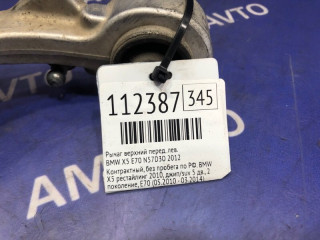 AVTO
112387 345
Рычаг верхний перед. лев.
BMW X5 E70 N57D30 2012
Контрактный, без пробега по РФ. BMW
X5 рестайлинг 2010, джип/suv 5 дв., 2
поколение, E70 (05.2010 - 03.2014)